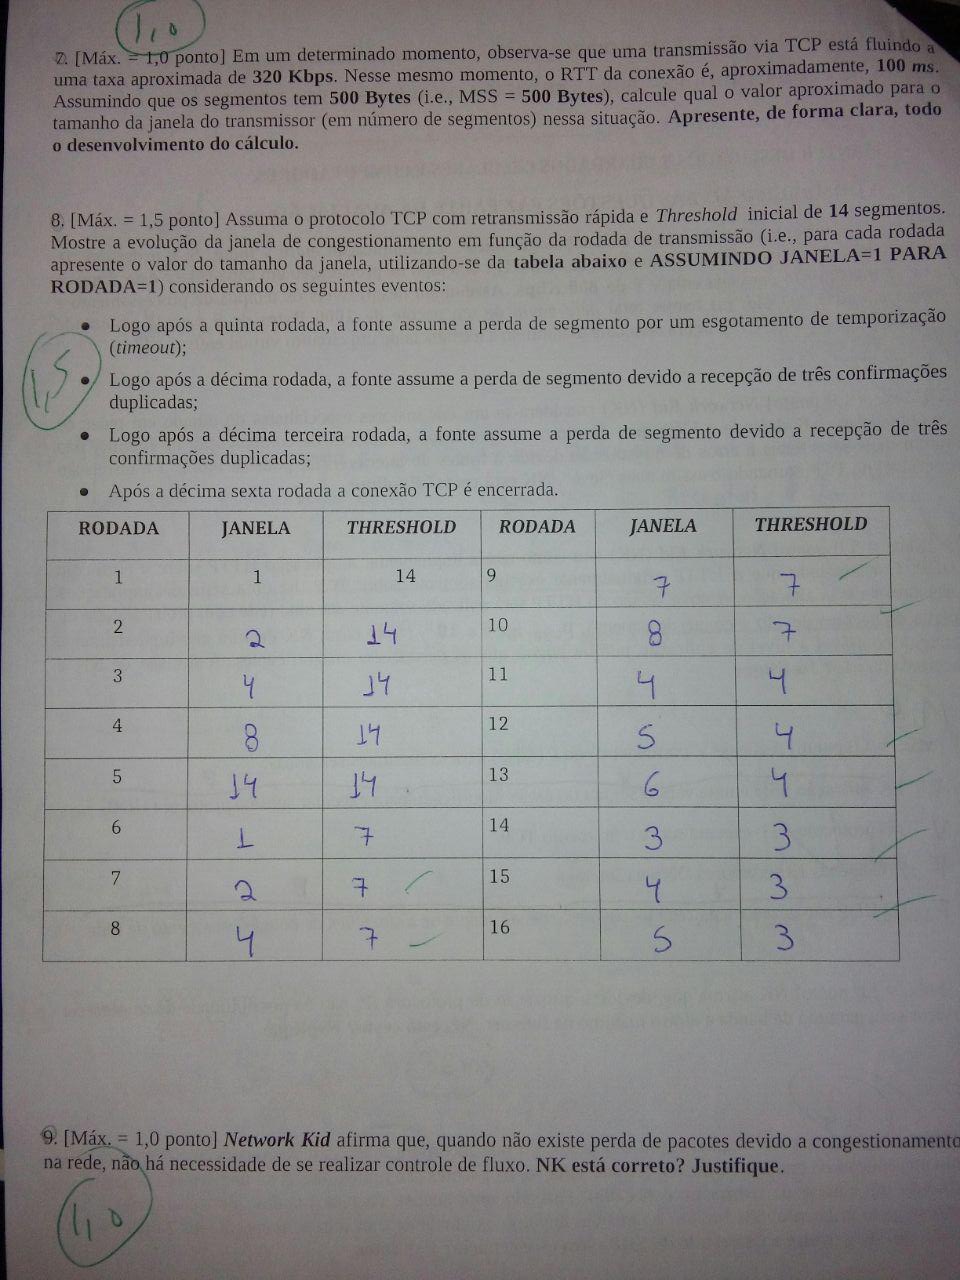 1,0
7. [Máx. = 1,0 ponto] Em um determinado momento, observa-se que uma transmissão via TCP está fluindo a
uma taxa aproximada de 320 Kbps. Nesse mesmo momento, o RTT da conexão é, aproximadamente, 100 ms.
Assumindo que os segmentos tem 500 Bytes (i.e., MSS = 500 Bytes), calcule qual o valor aproximado para o
tamanho da janela do transmissor (em número de segmentos) nessa situação. Apresente, de forma clara, todo
o desenvolvimento do cálculo.
8. [Máx. = 1,5 ponto] Assuma o protocolo TCP com retransmissão rápida e Threshold inicial de 14 segmentos.
Mostre a evolução da janela de congestionamento em função da rodada de transmissão (i.e., para cada rodada
apresente o valor do tamanho da janela, utilizando-se da tabela abaixo e ASSUMINDO JANELA=1 PARA
RODADA=1) considerando os seguintes eventos:
• Logo após a quinta rodada, a fonte assume a perda de segmento por um esgotamento de temporização
(timeout);
1,5
• Logo após a décima rodada, a fonte assume a perda de segmento devido a recepção de três confirmações
duplicadas;
• Logo após a décima terceira rodada, a fonte assume a perda de segmento devido a recepção de três
confirmações duplicadas;
• Após a décima sexta rodada a conexão TCP é encerrada.
RODADA JANELA THRESHOLD RODADA JANELA THRESHOLD
1 1 14 9 7 7
2 2 14 10 8 7
3 4 14 11 4 4
4 8 14 12 5 4
5 14 14 13 6 4
6 1 7 14 3 3
7 2 7 15 4 3
8 4 7 16 5 3
9. [Máx. = 1,0 ponto] Network Kid afirma que, quando não existe perda de pacotes devido a congestionamento
na rede, não há necessidade de se realizar controle de fluxo. NK está correto? Justifique.
1,0